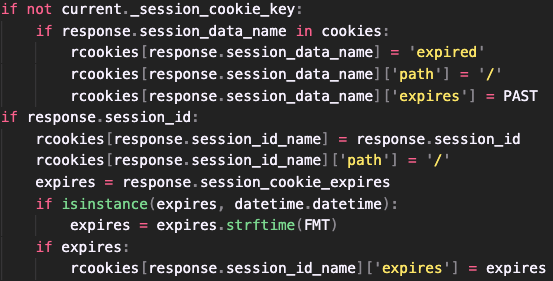 if not current._session_cookie_key:
    if response.session_data_name in cookies:
        rcookies[response.session_data_name] = 'expired'
        rcookies[response.session_data_name]['path'] = '/'
        rcookies[response.session_data_name]['expires'] = PAST
if response.session_id:
    rcookies[response.session_id_name] = response.session_id
    rcookies[response.session_id_name]['path'] = '/'
    expires = response.session_cookie_expires
    if isinstance(expires, datetime.datetime):
        expires = expires.strftime(FMT)
    if expires:
        rcookies[response.session_id_name]['expires'] = expires